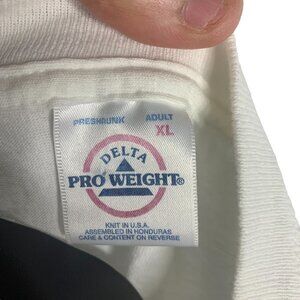 PRESHRUNK ADULT
XL
DELTA
PRO WEIGHT®
KNIT IN U.S.A.
ASSEMBLED IN HONDURAS
CARE & CONTENT ON REVERSE